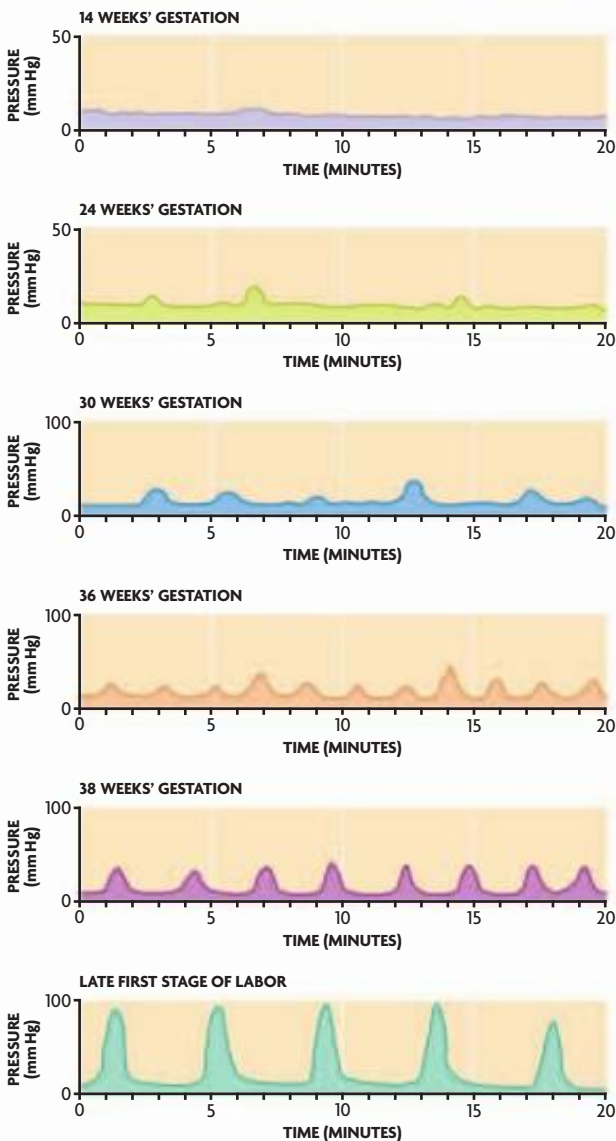 14 WEEKS' GESTATION
PRESSURE
(mm Hg)
50
0
0 5 10 15 20
TIME (MINUTES)
24 WEEKS' GESTATION
PRESSURE
(mm Hg)
50
0
0 5 10 15 20
TIME (MINUTES)
30 WEEKS' GESTATION
PRESSURE
(mm Hg)
100
0
0 5 10 15 20
TIME (MINUTES)
36 WEEKS' GESTATION
PRESSURE
(mm Hg)
100
0
0 5 10 15 20
TIME (MINUTES)
38 WEEKS' GESTATION
PRESSURE
(mm Hg)
100
0
0 5 10 15 20
TIME (MINUTES)
LATE FIRST STAGE OF LABOR
PRESSURE
(mm Hg)
100
0
0 5 10 15 20
TIME (MINUTES)